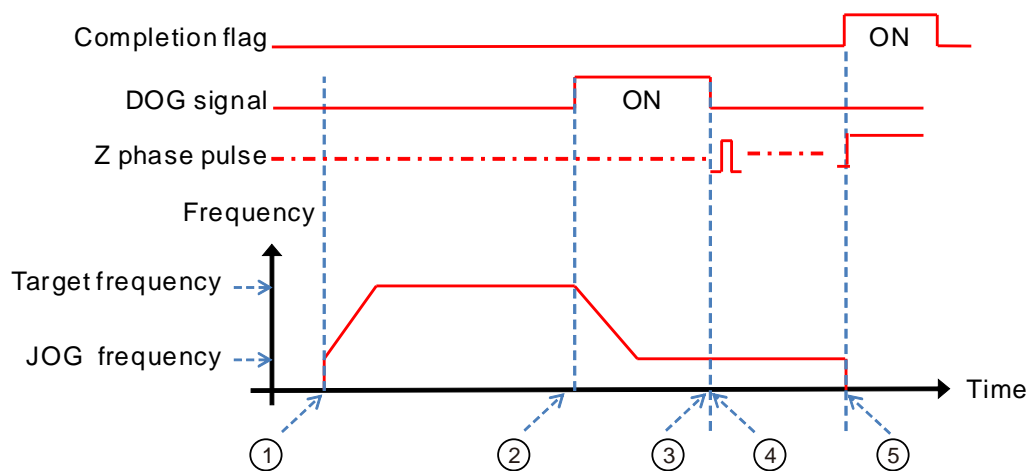 Completion flag
ON
DOG signal
ON
Z phase pulse
Frequency
Target frequency
JOG frequency
Time
1 2 3 4 5